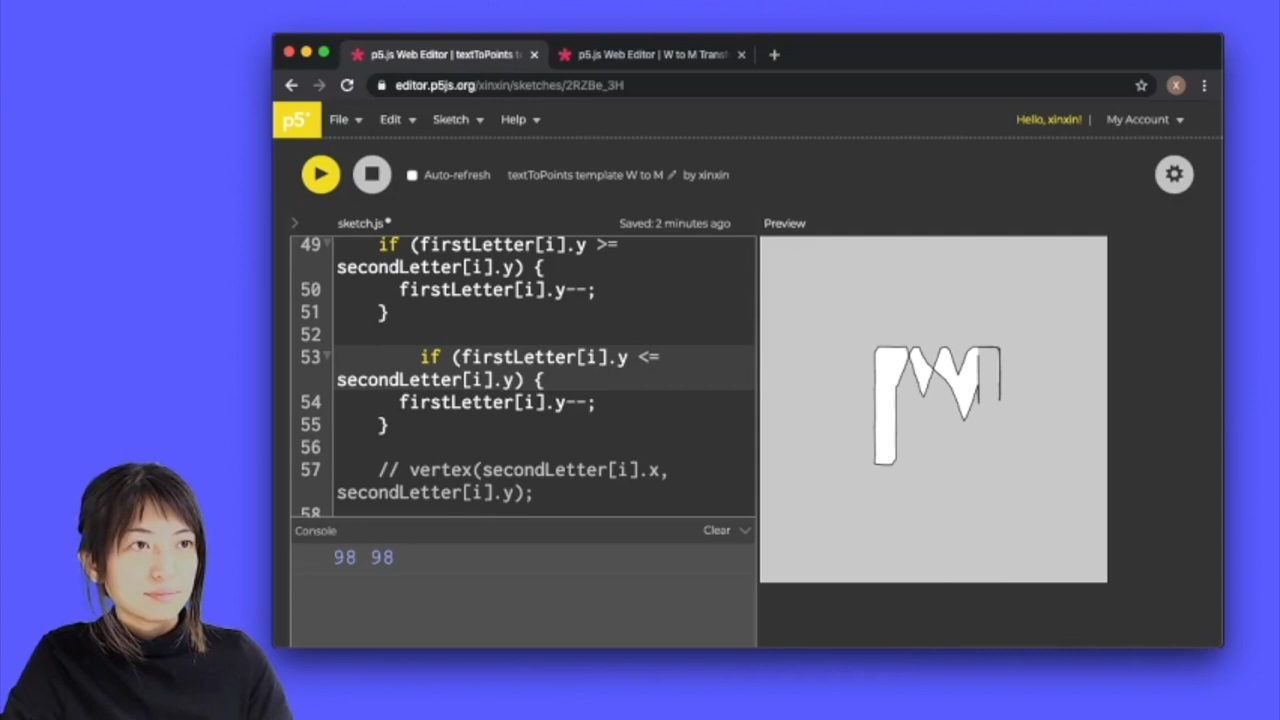 p5.js Web Editor | textToPoints t
p5.js Web Editor | W to M Trans
editor.p5js.org/xinxin/sketches/2RZBe_3H
X
p5*
File Edit Sketch Help
Hello, xinxin! | My Account
Auto-refresh
textToPoints template W to M by xinxin
sketch.js
Saved: 2 minutes ago
Preview
49 if (firstLetter[i].y >=
secondLetter[i].y) {
50 firstLetter[i].y--;
51 }
52
53 if (firstLetter[i].y <=
secondLetter[i].y) {
54 firstLetter[i].y--;
55 }
56
57 // vertex(secondLetter[i].x,
secondLetter[i].y);
58
Console
Clear
98 98